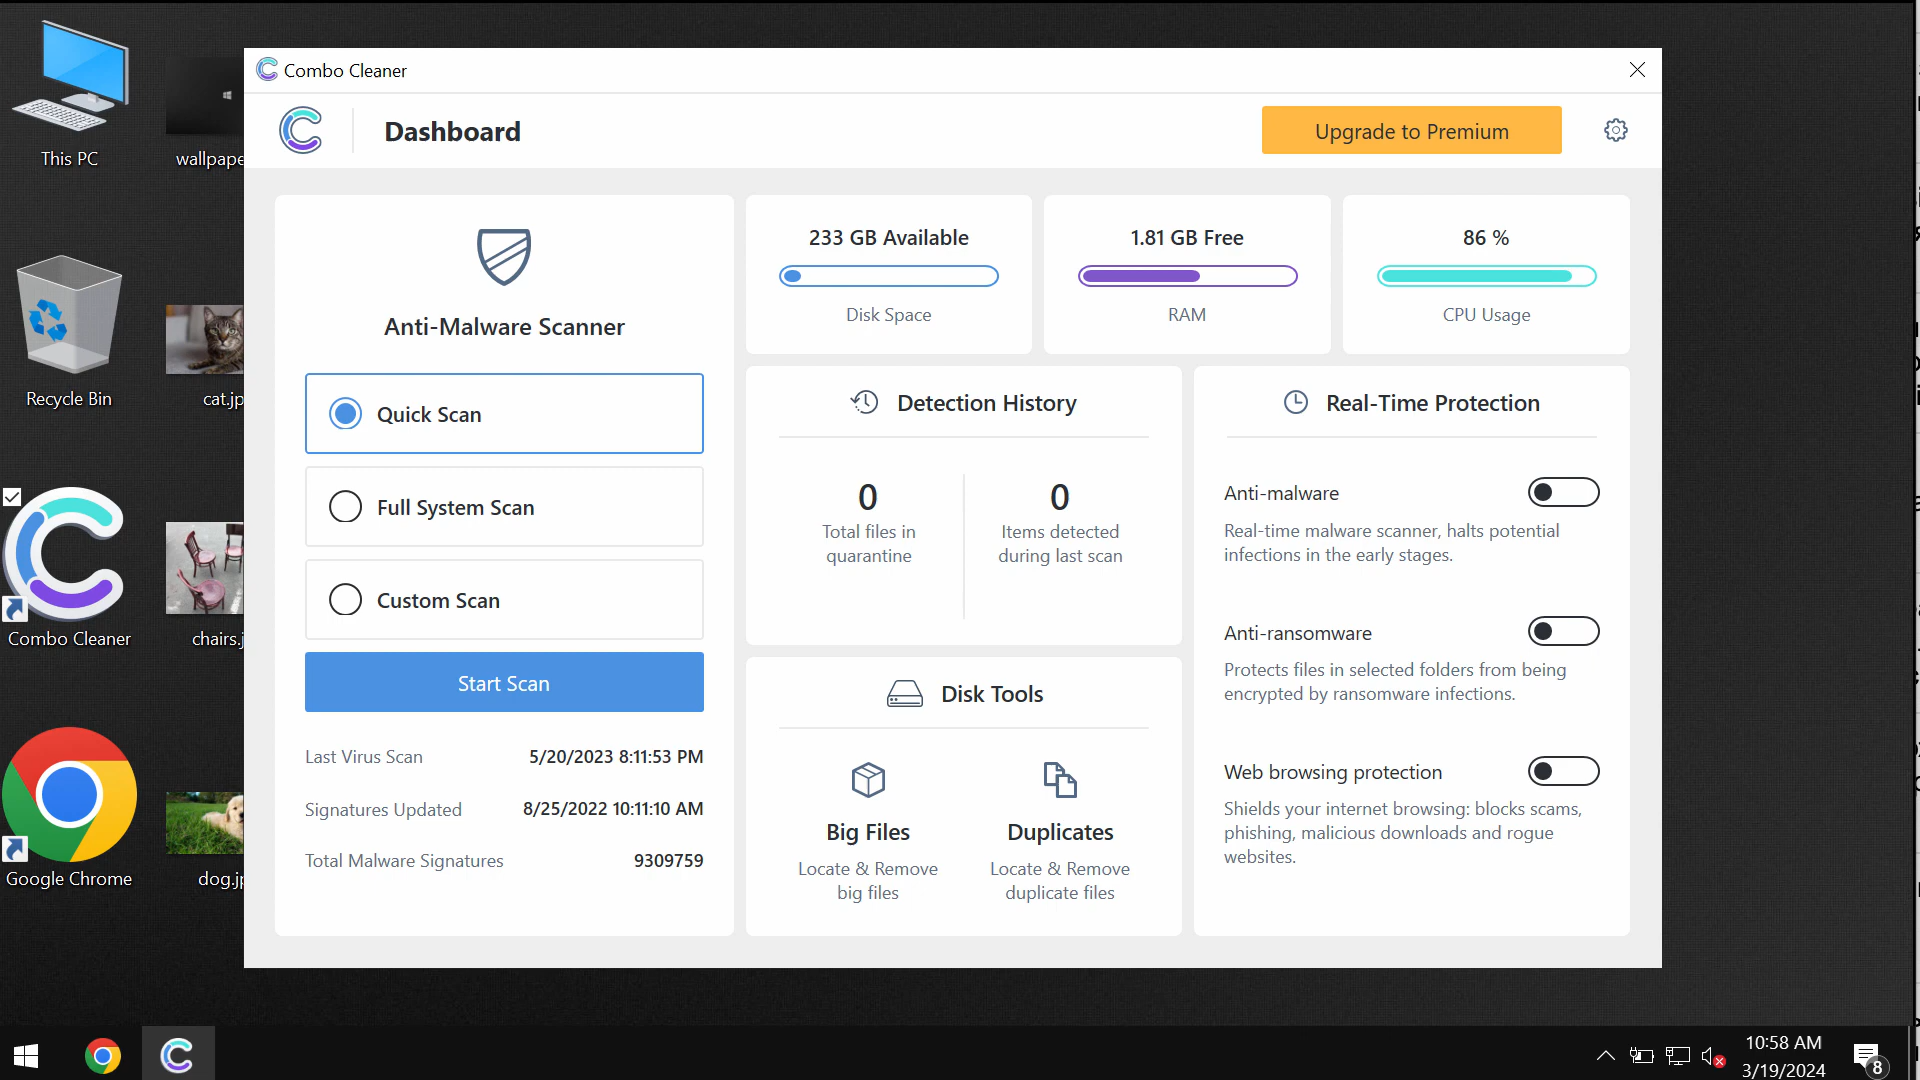 This PC
wallpape
Recycle Bin
cat.jp
Combo Cleaner
chairs.j
Google Chrome
dog.jp
Combo Cleaner
Dashboard
Upgrade to Premium
Anti-Malware Scanner
Quick Scan
Full System Scan
Custom Scan
Start Scan
Last Virus Scan 5/20/2023 8:11:53 PM
Signatures Updated 8/25/2022 10:11:10 AM
Total Malware Signatures 9309759
233 GB Available
Disk Space
1.81 GB Free
RAM
86 %
CPU Usage
Detection History
0
Total files in
quarantine
0
Items detected
during last scan
Disk Tools
Big Files
Locate & Remove
big files
Duplicates
Locate & Remove
duplicate files
Real-Time Protection
Anti-malware
Real-time malware scanner, halts potential
infections in the early stages.
Anti-ransomware
Protects files in selected folders from being
encrypted by ransomware infections.
Web browsing protection
Shields your internet browsing: blocks scams,
phishing, malicious downloads and rogue
websites.
10:58 AM
3/19/2024
8